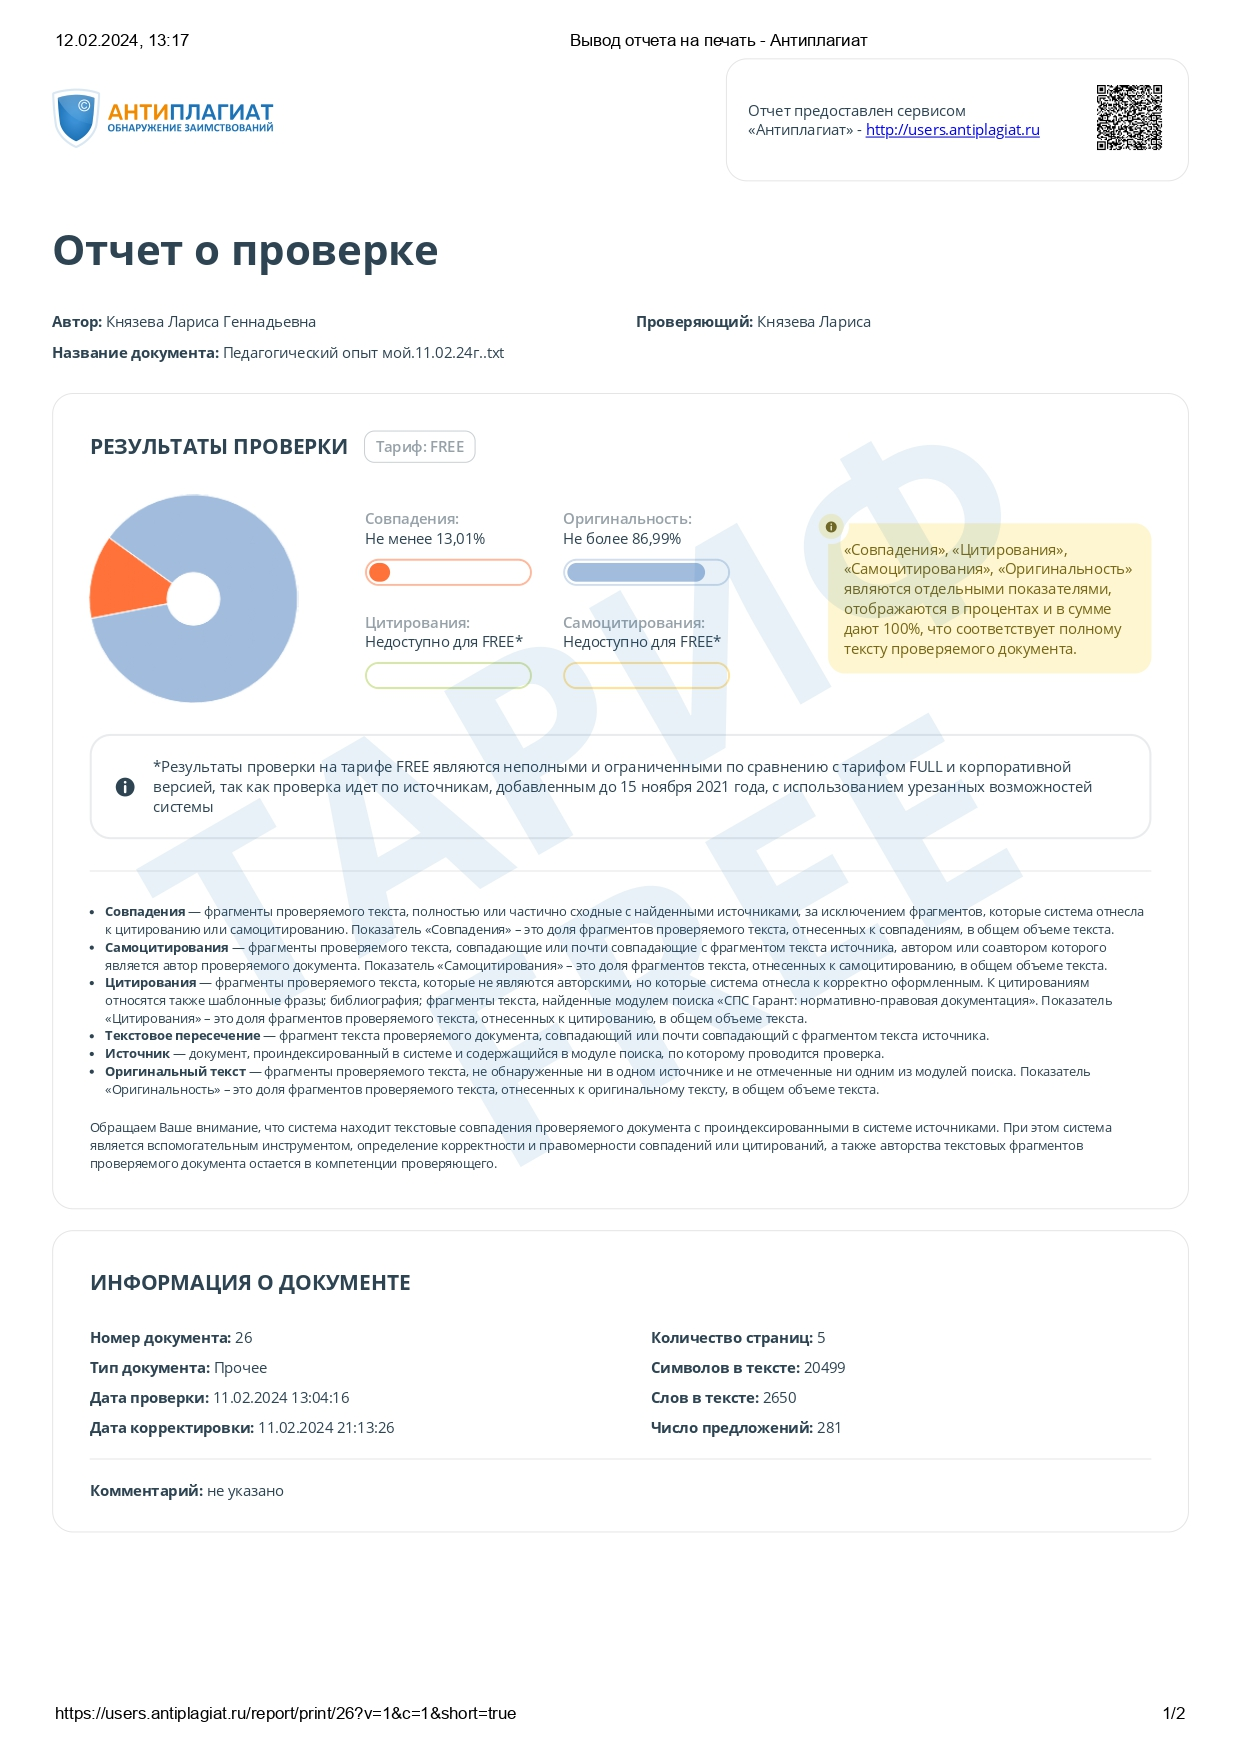 12.02.2024, 13:17 Вывод отчета на печать - Антиплагиат
©
АНТИПЛАГИАТ
ОБНАРУЖЕНИЕ ЗАИМСТВОВАНИЙ
Отчет предоставлен сервисом
«Антиплагиат» - http://users.antiplagiat.ru
Отчет о проверке
Автор: Князева Лариса Геннадьевна
Проверяющий: Князева Лариса
Название документа: Педагогический опыт мой.11.02.24г..txt
РЕЗУЛЬТАТЫ ПРОВЕРКИ
Тариф: FREE
Совпадения:
Не менее 13,01%
Оригинальность:
Не более 86,99%
Цитирования:
Недоступно для FREE*
Самоцитирования:
Недоступно для FREE*
«Совпадения», «Цитирования»,
«Самоцитирования», «Оригинальность»
являются отдельными показателями,
отображаются в процентах и в сумме
дают 100%, что соответствует полному
тексту проверяемого документа.
ТАРИФ
FREE
*Результаты проверки на тарифе FREE являются неполными и ограниченными по сравнению с тарифом FULL и корпоративной
версией, так как проверка идет по источникам, добавленным до 15 ноября 2021 года, с использованием урезанных возможностей
системы
• Совпадения — фрагменты проверяемого текста, полностью или частично сходные с найденными источниками, за исключением фрагментов, которые система отнесла
к цитированию или самоцитированию. Показатель «Совпадения» – это доля фрагментов проверяемого текста, отнесенных к совпадениям, в общем объеме текста.
• Самоцитирования — фрагменты проверяемого текста, совпадающие или почти совпадающие с фрагментом текста источника, автором или соавтором которого
является автор проверяемого документа. Показатель «Самоцитирования» – это доля фрагментов текста, отнесенных к самоцитированию, в общем объеме текста.
• Цитирования — фрагменты проверяемого текста, которые не являются авторскими, но которые система отнесла к корректно оформленным. К цитированиям
относятся также шаблонные фразы; библиография; фрагменты текста, найденные модулем поиска «СПС Гарант: нормативно-правовая документация». Показатель
«Цитирования» – это доля фрагментов проверяемого текста, отнесенных к цитированию, в общем объеме текста.
• Текстовое пересечение — фрагмент текста проверяемого документа, совпадающий или почти совпадающий с фрагментом текста источника.
• Источник — документ, проиндексированный в системе и содержащийся в модуле поиска, по которому проводится проверка.
• Оригинальный текст — фрагменты проверяемого текста, не обнаруженные ни в одном источнике и не отмеченные ни одним из модулей поиска. Показатель
«Оригинальность» – это доля фрагментов проверяемого текста, отнесенных к оригинальному тексту, в общем объеме текста.
Обращаем Ваше внимание, что система находит текстовые совпадения проверяемого документа с проиндексированными в системе источниками. При этом система
является вспомогательным инструментом, определение корректности и правомерности совпадений или цитирований, а также авторства текстовых фрагментов
проверяемого документа остается в компетенции проверяющего.
ИНФОРМАЦИЯ О ДОКУМЕНТЕ
Номер документа: 26
Тип документа: Прочее
Дата проверки: 11.02.2024 13:04:16
Дата корректировки: 11.02.2024 21:13:26
Количество страниц: 5
Символов в тексте: 20499
Слов в тексте: 2650
Число предложений: 281
Комментарий: не указано
https://users.antiplagiat.ru/report/print/26?v=1&c=1&short=true 1/2